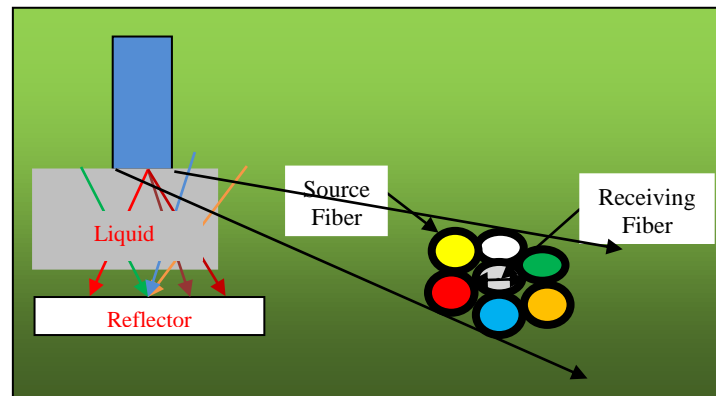 Source
Fiber
Receiving
Fiber
Liquid
Reflector